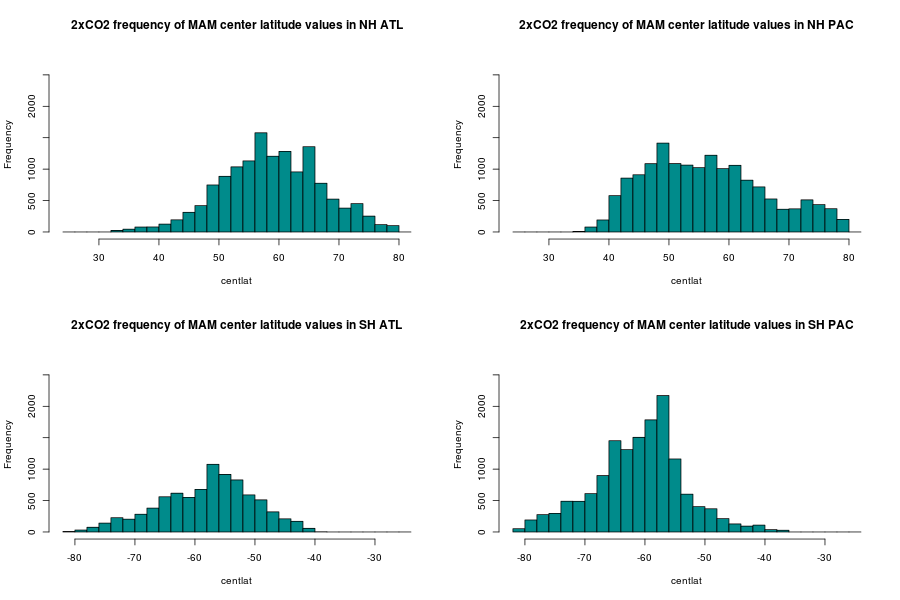 2xCO2 frequency of MAM center latitude values in NH ATL
Frequency
0
500
1000
2000
30 40 50 60 70 80
centlat
2xCO2 frequency of MAM center latitude values in NH PAC
Frequency
0
500
1000
2000
30 40 50 60 70 80
centlat
2xCO2 frequency of MAM center latitude values in SH ATL
Frequency
0
500
1000
2000
-80 -70 -60 -50 -40 -30
centlat
2xCO2 frequency of MAM center latitude values in SH PAC
Frequency
0
500
1000
2000
-80 -70 -60 -50 -40 -30
centlat